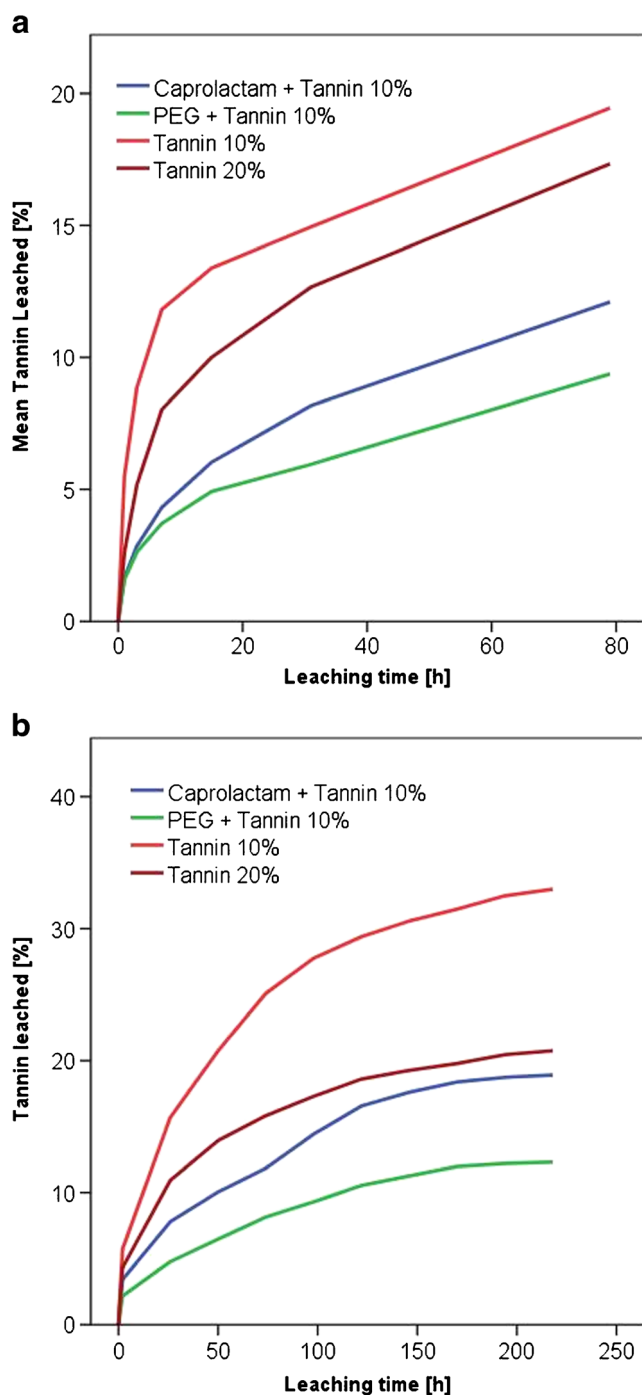 a
Caprolactam + Tannin 10%
PEG + Tannin 10%
Tannin 10%
Tannin 20%
Mean Tannin Leached [%]
20
15
10
5
0
0 20 40 60 80
Leaching time [h]
b
Caprolactam + Tannin 10%
PEG + Tannin 10%
Tannin 10%
Tannin 20%
Tannin leached [%]
40
30
20
10
0
0 50 100 150 200 250
Leaching time [h]